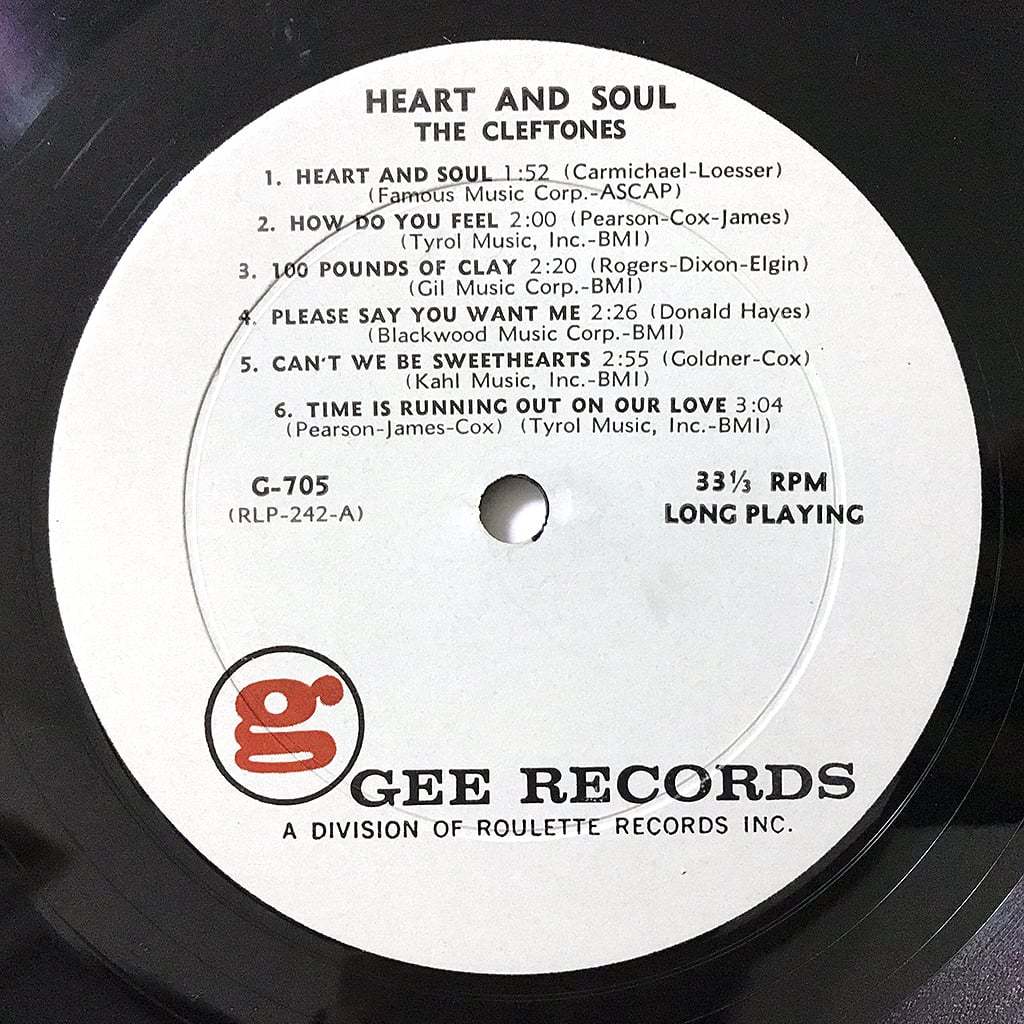 HEART AND SOUL
THE CLEFTONES
1. HEART AND SOUL 1:52 (Carmichael-Loesser)
(Famous Music Corp.-ASCAP)
2. HOW DO YOU FEEL 2:00 (Pearson-Cox-James)
(Tyrol Music, Inc.-BMI)
3. 100 POUNDS OF CLAY 2:20 (Rogers-Dixon-Elgin)
(Gil Music Corp.-BMI)
4. PLEASE SAY YOU WANT ME 2:26 (Donald Hayes)
(Blackwood Music Corp.-BMI)
5. CAN'T WE BE SWEETHEARTS 2:55 (Goldner-Cox)
(Kahl Music, Inc.-BMI)
6. TIME IS RUNNING OUT ON OUR LOVE 3:04
(Pearson-James-Cox) (Tyrol Music, Inc.-BMI)
G-705
(RLP-242-A)
33⅓ RPM
LONG PLAYING
g
GEE RECORDS
A DIVISION OF ROULETTE RECORDS INC.